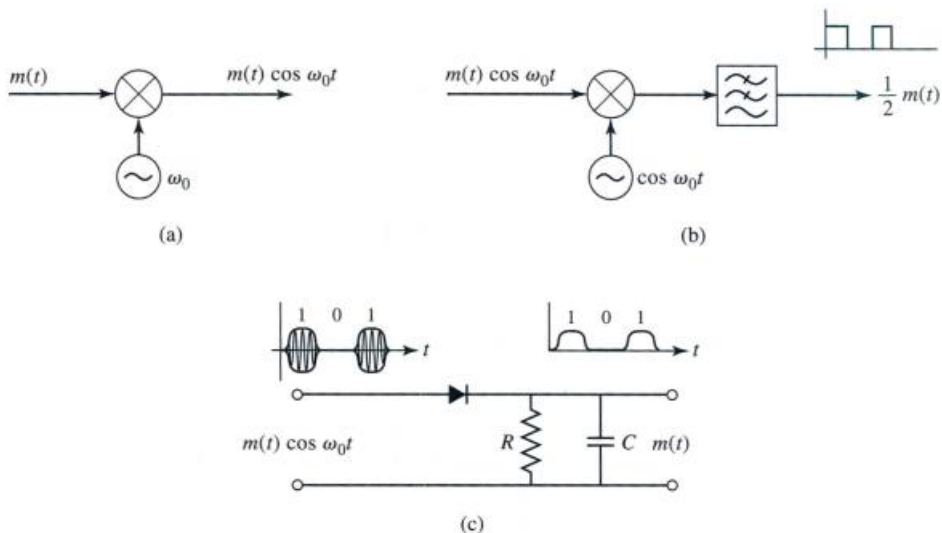 m(t)
m(t) cos ω₀t
ω₀
(a)
m(t) cos ω₀t
cos ω₀t
1/2 m(t)
(b)
1 0 1
t
1 0 1
t
m(t) cos ω₀t
R
C
m(t)
(c)